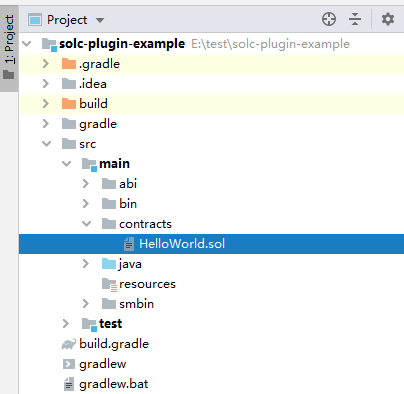 1: Project
Project
solc-plugin-example E:\test\solc-plugin-example
.gradle
.idea
build
gradle
src
main
abi
bin
contracts
HelloWorld.sol
java
resources
smbin
test
build.gradle
gradlew
gradlew.bat